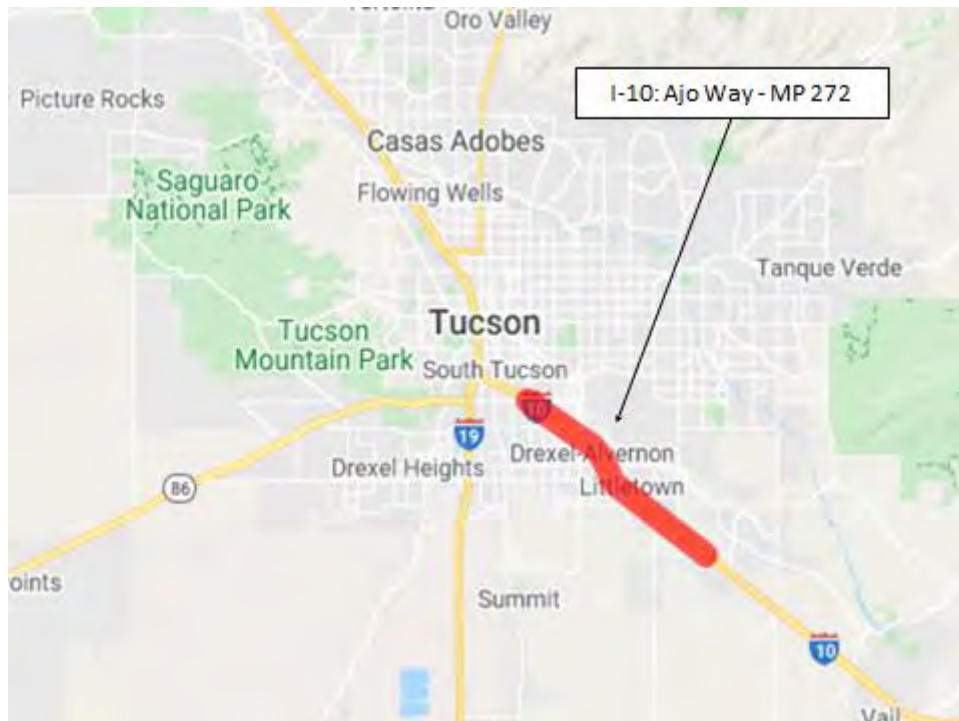 Oro Valley
I-10: Ajo Way - MP 272
Picture Rocks
Casas Adobes
Saguaro
National Park
Flowing Wells
Tanque Verde
Tucson
Tucson
Mountain Park
South Tucson
10
19
Drexel-Alvernon
Drexel Heights
Littletown
86
oints
Summit
10
Vail